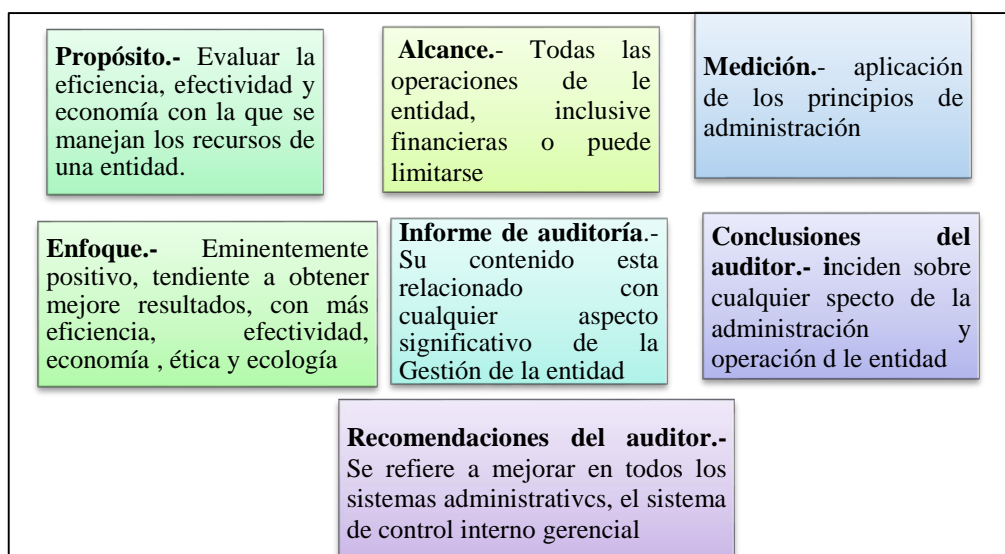 Propósito.- Evaluar la
eficiencia, efectividad y
economía con la que se
manejan los recursos de
una entidad.
Alcance.- Todas las
operaciones de le
entidad, inclusive
financieras o puede
limitarse
Medición.- aplicación
de los principios de
administración
Enfoque.- Eminentemente
positivo, tendiente a obtener
mejore resultados, con más
eficiencia, efectividad,
economía , ética y ecología
Informe de auditoría.-
Su contenido esta
relacionado con
cualquier aspecto
significativo de la
Gestión de la entidad
Conclusiones del
auditor.- inciden sobre
cualquier specto de la
administración y
operación d le entidad
Recomendaciones del auditor.-
Se refiere a mejorar en todos los
sistemas administrativcs, el sistema
de control interno gerencial